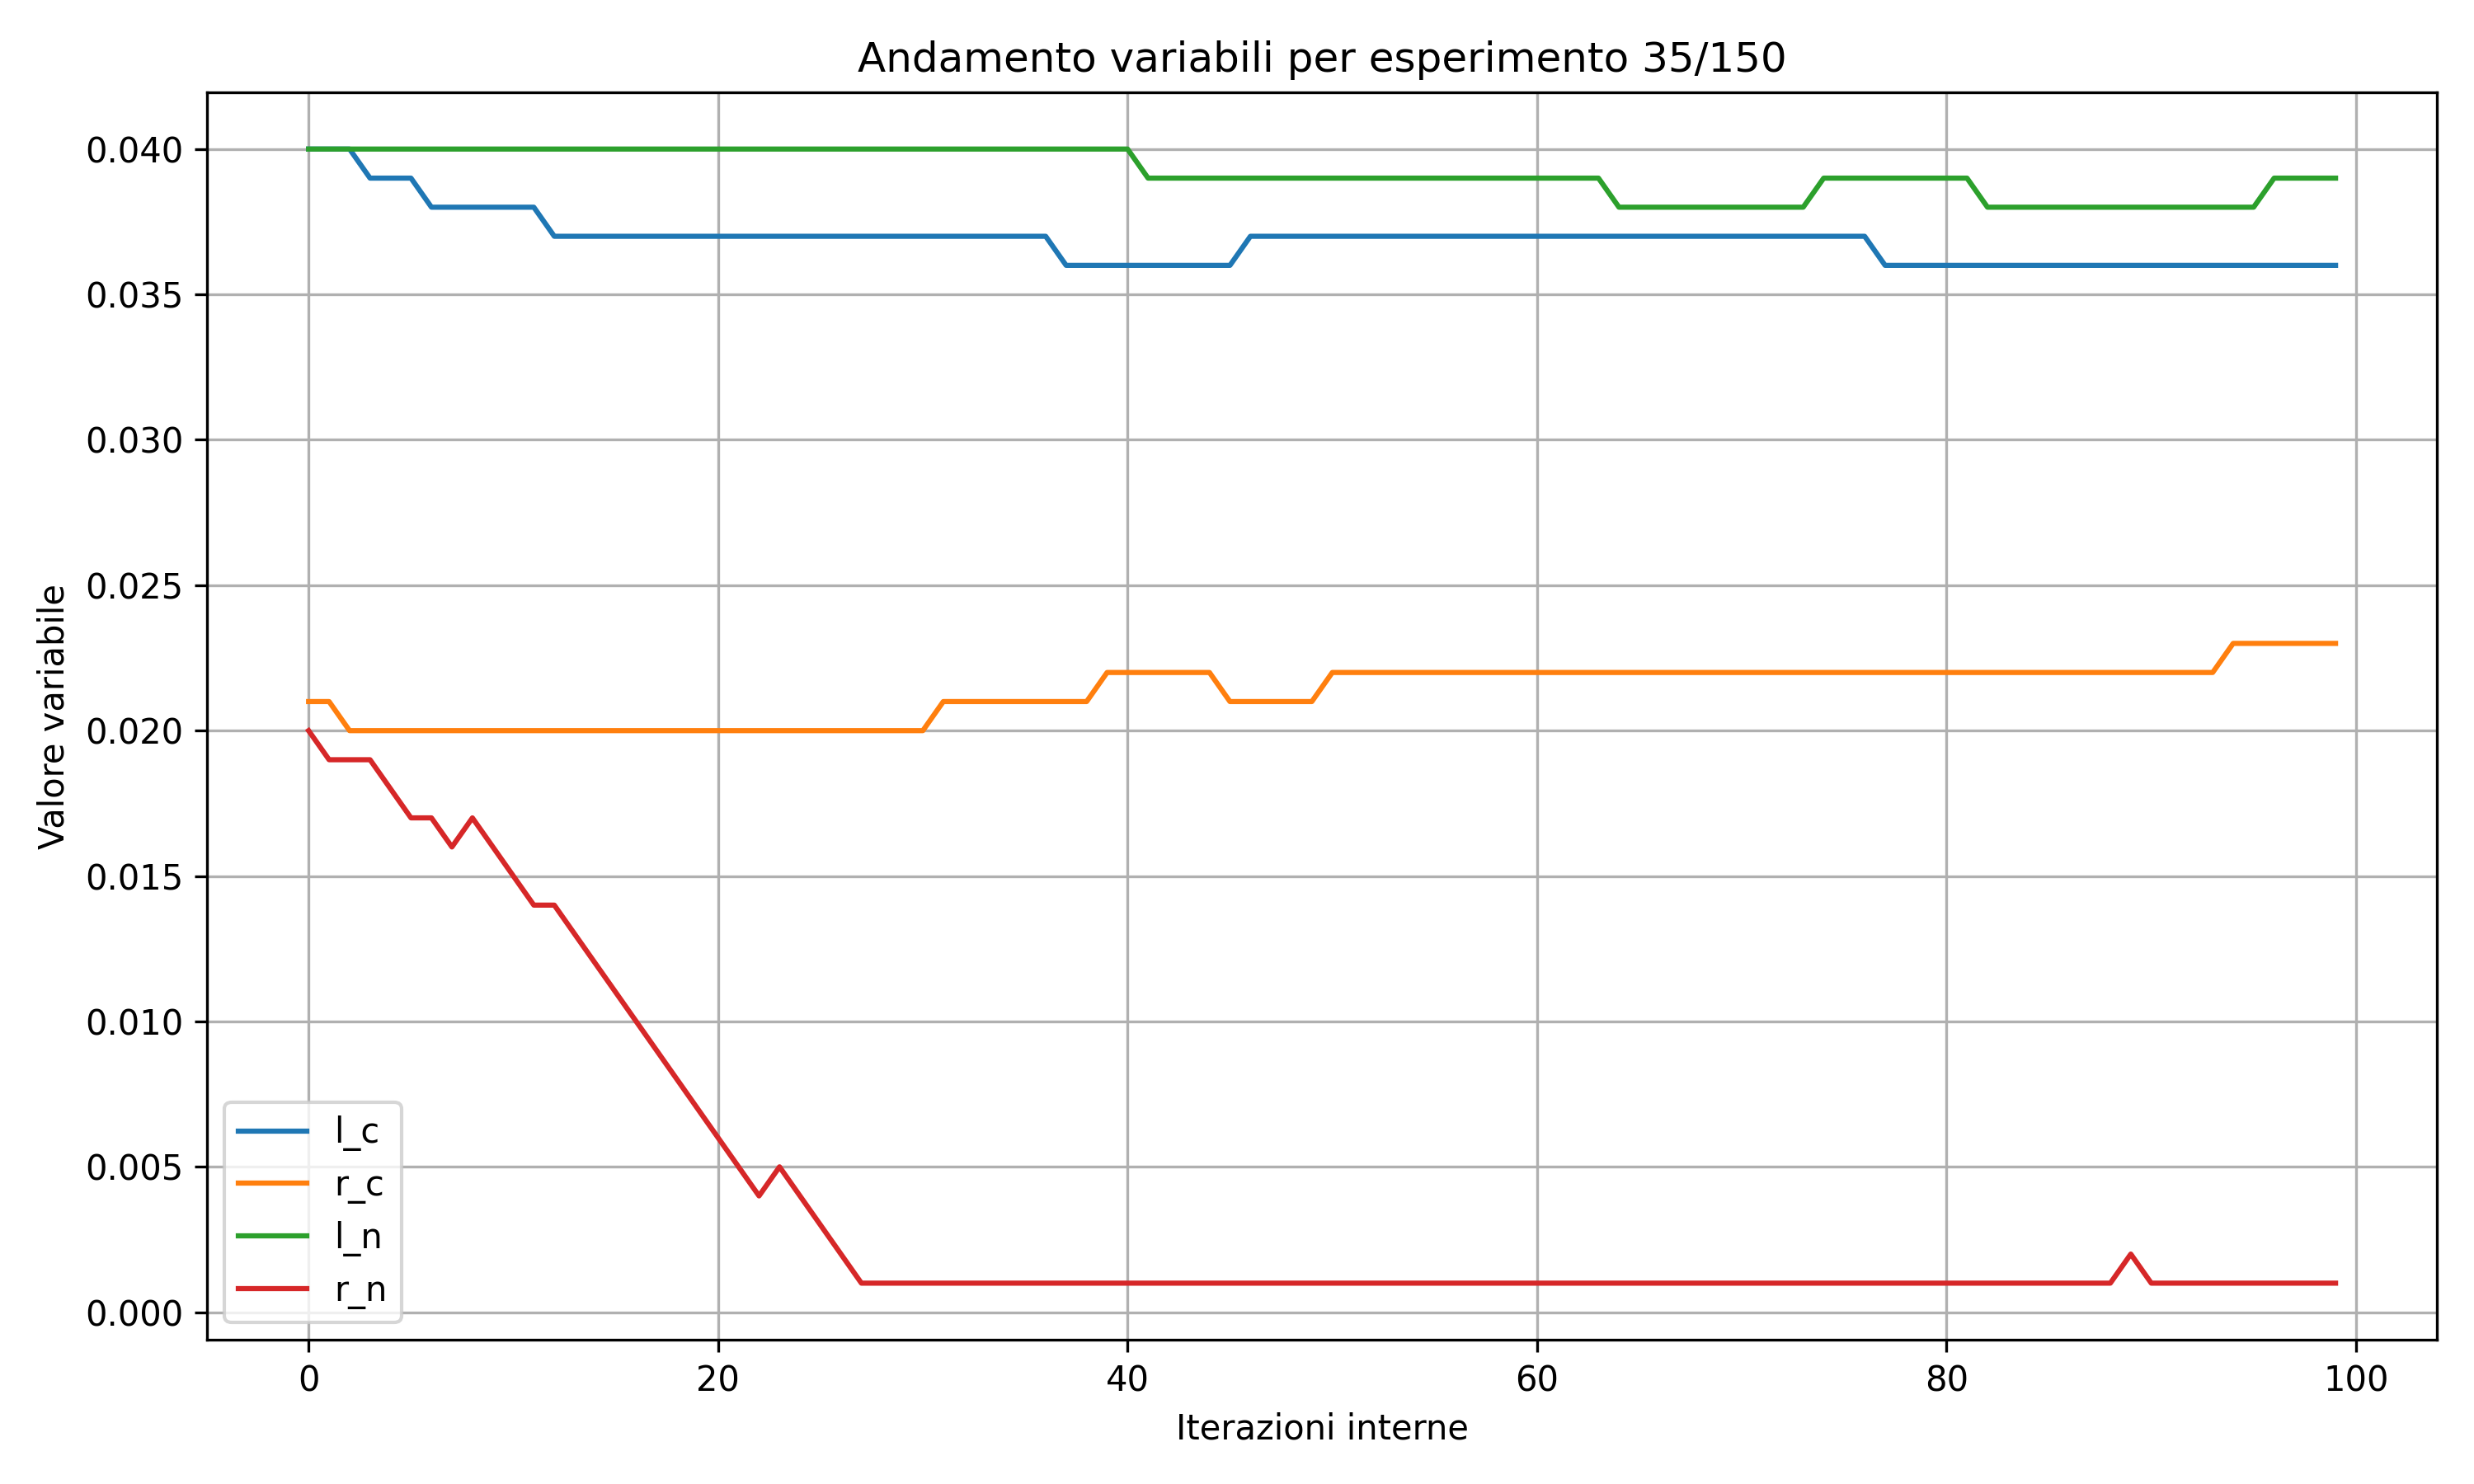 Andamento variabili per esperimento 35/150
Valore variabile
0.040
0.035
0.030
0.025
0.020
0.015
0.010
0.005
0.000
l_c
r_c
l_n
r_n
0 20 40 60 80 100
Iterazioni interne